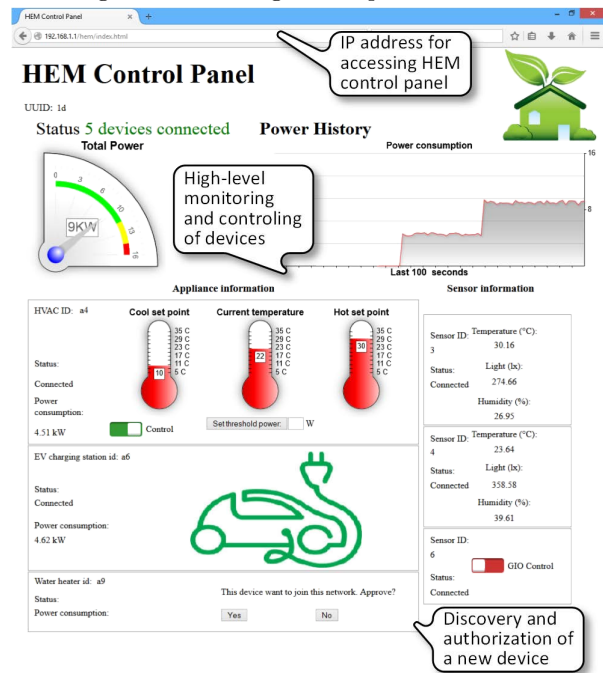 HEM Control Panel
192.168.1.1/hem/index.html
IP address for
accessing HEM
control panel
HEM Control Panel
UUID: 1d
Status 5 devices connected
Power History
Total Power
Power consumption
0
3
6
10
13
16
9KW
16
8
High-level
monitoring
and controling
of devices
Last 100 seconds
Appliance information
Sensor information
HVAC ID: a4
Cool set point
Current temperature
Hot set point
35 C
29 C
23 C
17 C
11 C
5 C
10
35 C
29 C
23 C
17 C
11 C
5 C
22
35 C
29 C
23 C
17 C
11 C
5 C
30
Status:
Connected
Power
consumption:
4.51 kW
Control
Set threshold power: W
Sensor ID:
3
Temperature (°C):
30.16
Status:
Connected
Light (lx):
274.66
Humidity (%):
26.95
EV charging station id: a6
Status:
Connected
Power consumption:
4.62 kW
Sensor ID:
4
Temperature (°C):
23.64
Status:
Connected
Light (lx):
358.58
Humidity (%):
39.61
Sensor ID:
6
GIO Control
Status:
Connected
Water heater id: a9
Status:
Power consumption:
This device want to join this network. Approve?
Yes
No
Discovery and
authorization of
a new device